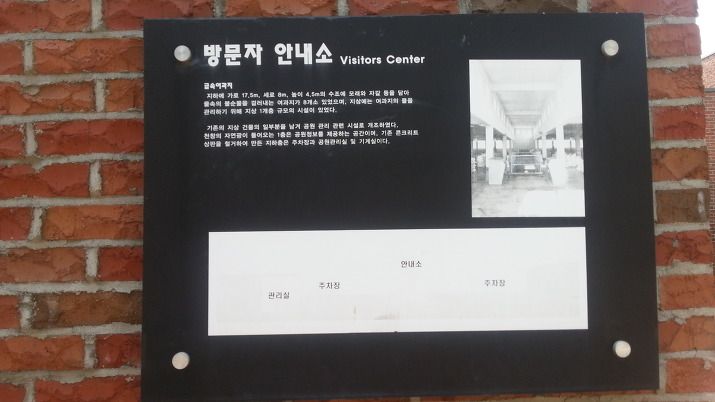 방문자 안내소 Visitors Center
급속여과지
지하에 가로 17,5m, 세로 8m, 높이 4,5m의 수조에 모래와 자갈 등을 담아
물속의 불순물을 걸러내는 여과지가 8개소 있었으며, 지상에는 여과지의 물을
관리하기 위해 지상 1개층 규모의 시설이 있었다.
기존의 지상 건물의 일부분을 남겨 공원 관리 관련 시설로 개조하였다.
천창의 자연광이 들어오는 1층은 공원정보를 제공하는 공간이며, 기존 콘크리트
상판을 철거하여 만든 지하층은 주차장과 공원관리실 및 기계실이다.
안내소
주차장
주차장
관리실